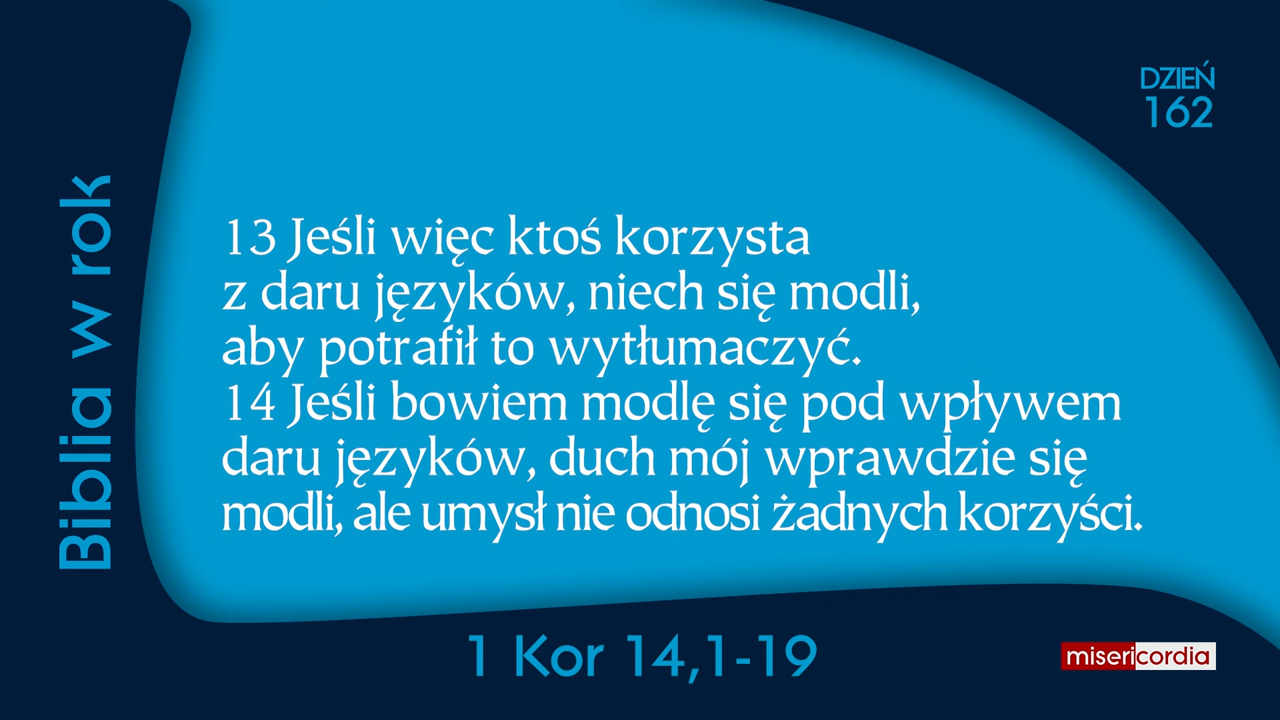 DZIEŃ
162
Biblia w rok
13 Jeśli więc ktoś korzysta
z daru języków, niech się modli,
aby potrafił to wytłumaczyć.
14 Jeśli bowiem modlę się pod wpływem
daru języków, duch mój wprawdzie się
modli, ale umysł nie odnosi żadnych korzyści.
1 Kor 14,1-19
misericordia